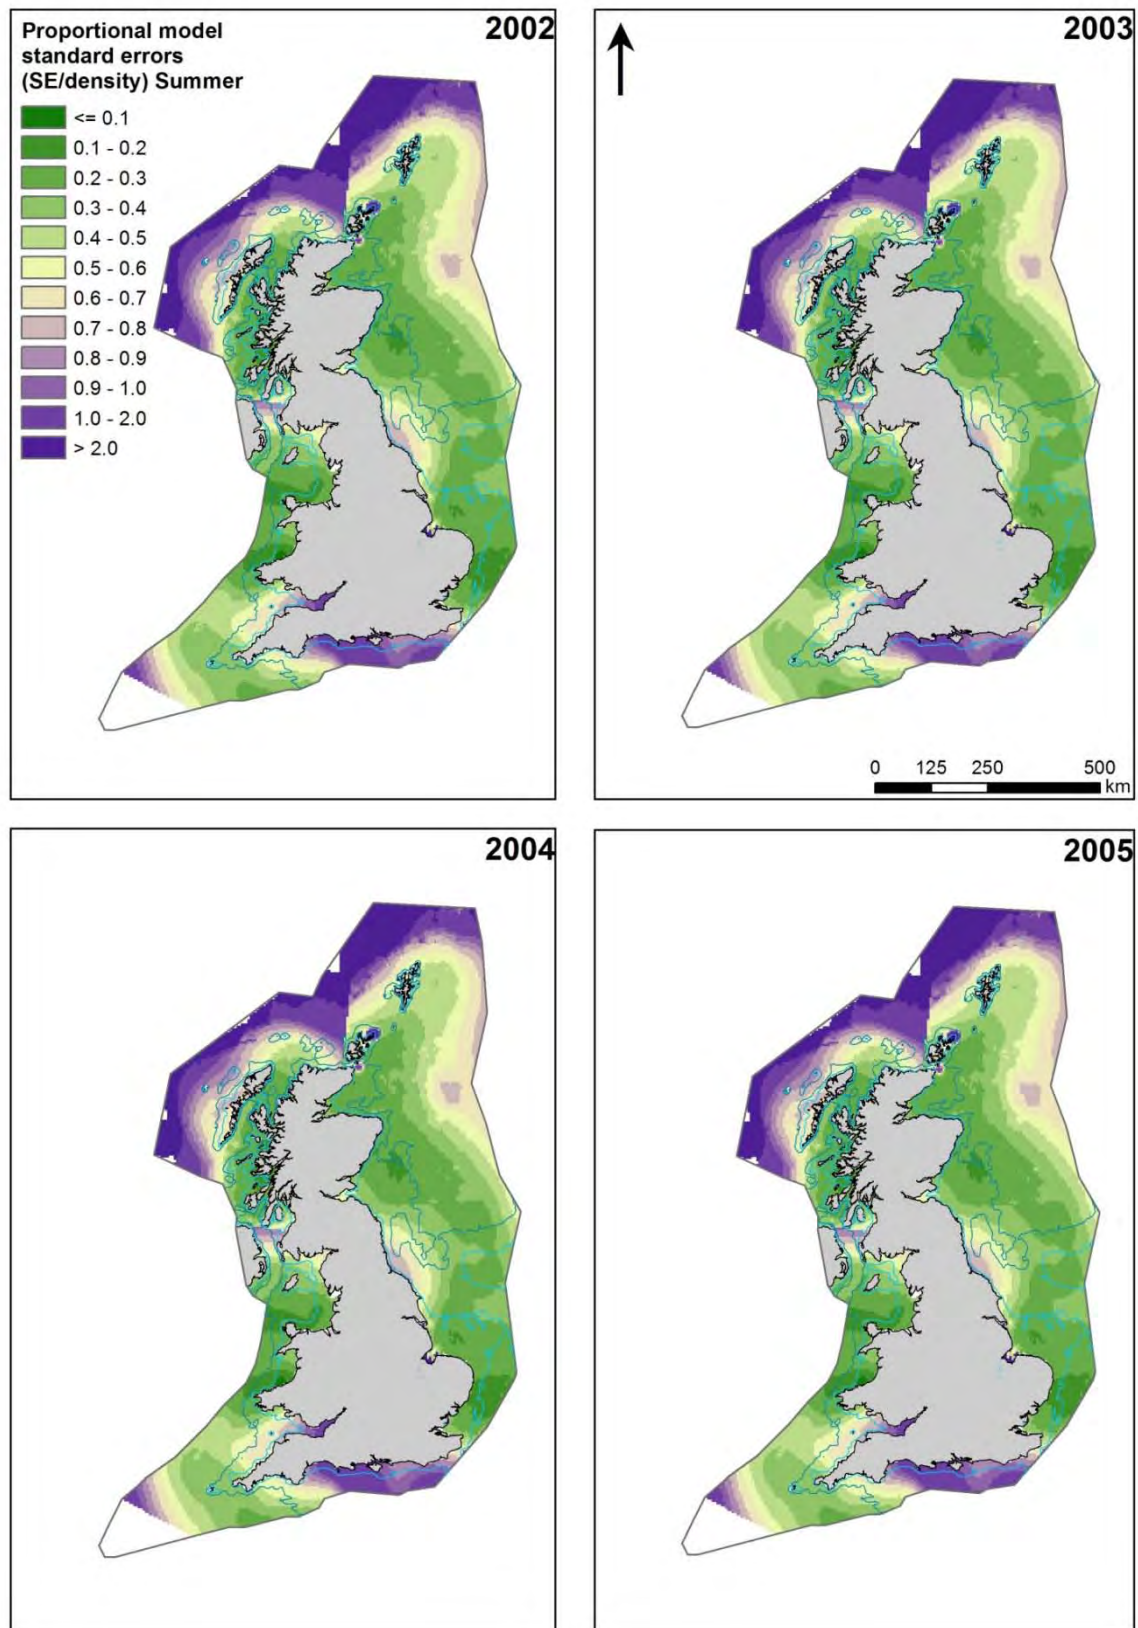 Proportional model
standard errors
(SE/density) Summer
<= 0.1
0.1 - 0.2
0.2 - 0.3
0.3 - 0.4
0.4 - 0.5
0.5 - 0.6
0.6 - 0.7
0.7 - 0.8
0.8 - 0.9
0.9 - 1.0
1.0 - 2.0
> 2.0
2002
2003
0 125 250 500
km
2004
2005